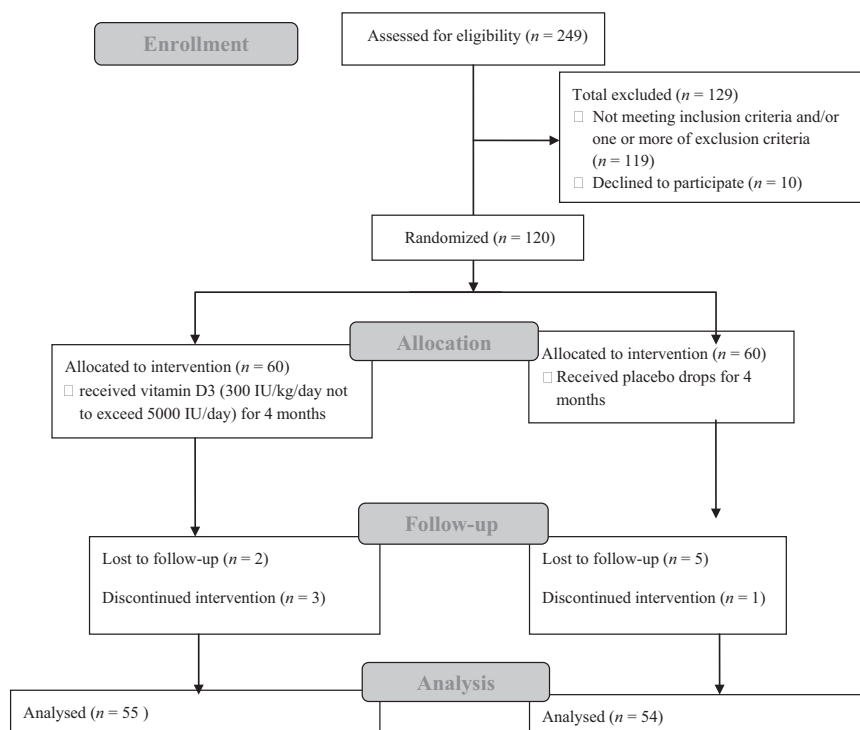 Enrollment
Assessed for eligibility (n = 249)
Total excluded (n = 129)
□ Not meeting inclusion criteria and/or
one or more of exclusion criteria
(n = 119)
□ Declined to participate (n = 10)
Randomized (n = 120)
Allocation
Allocated to intervention (n = 60)
□ received vitamin D3 (300 IU/kg/day not
to exceed 5000 IU/day) for 4 months
Allocated to intervention (n = 60)
□ Received placebo drops for 4
months
Follow-up
Lost to follow-up (n = 2)
Discontinued intervention (n = 3)
Lost to follow-up (n = 5)
Discontinued intervention (n = 1)
Analysis
Analysed (n = 55 )
Analysed (n = 54)